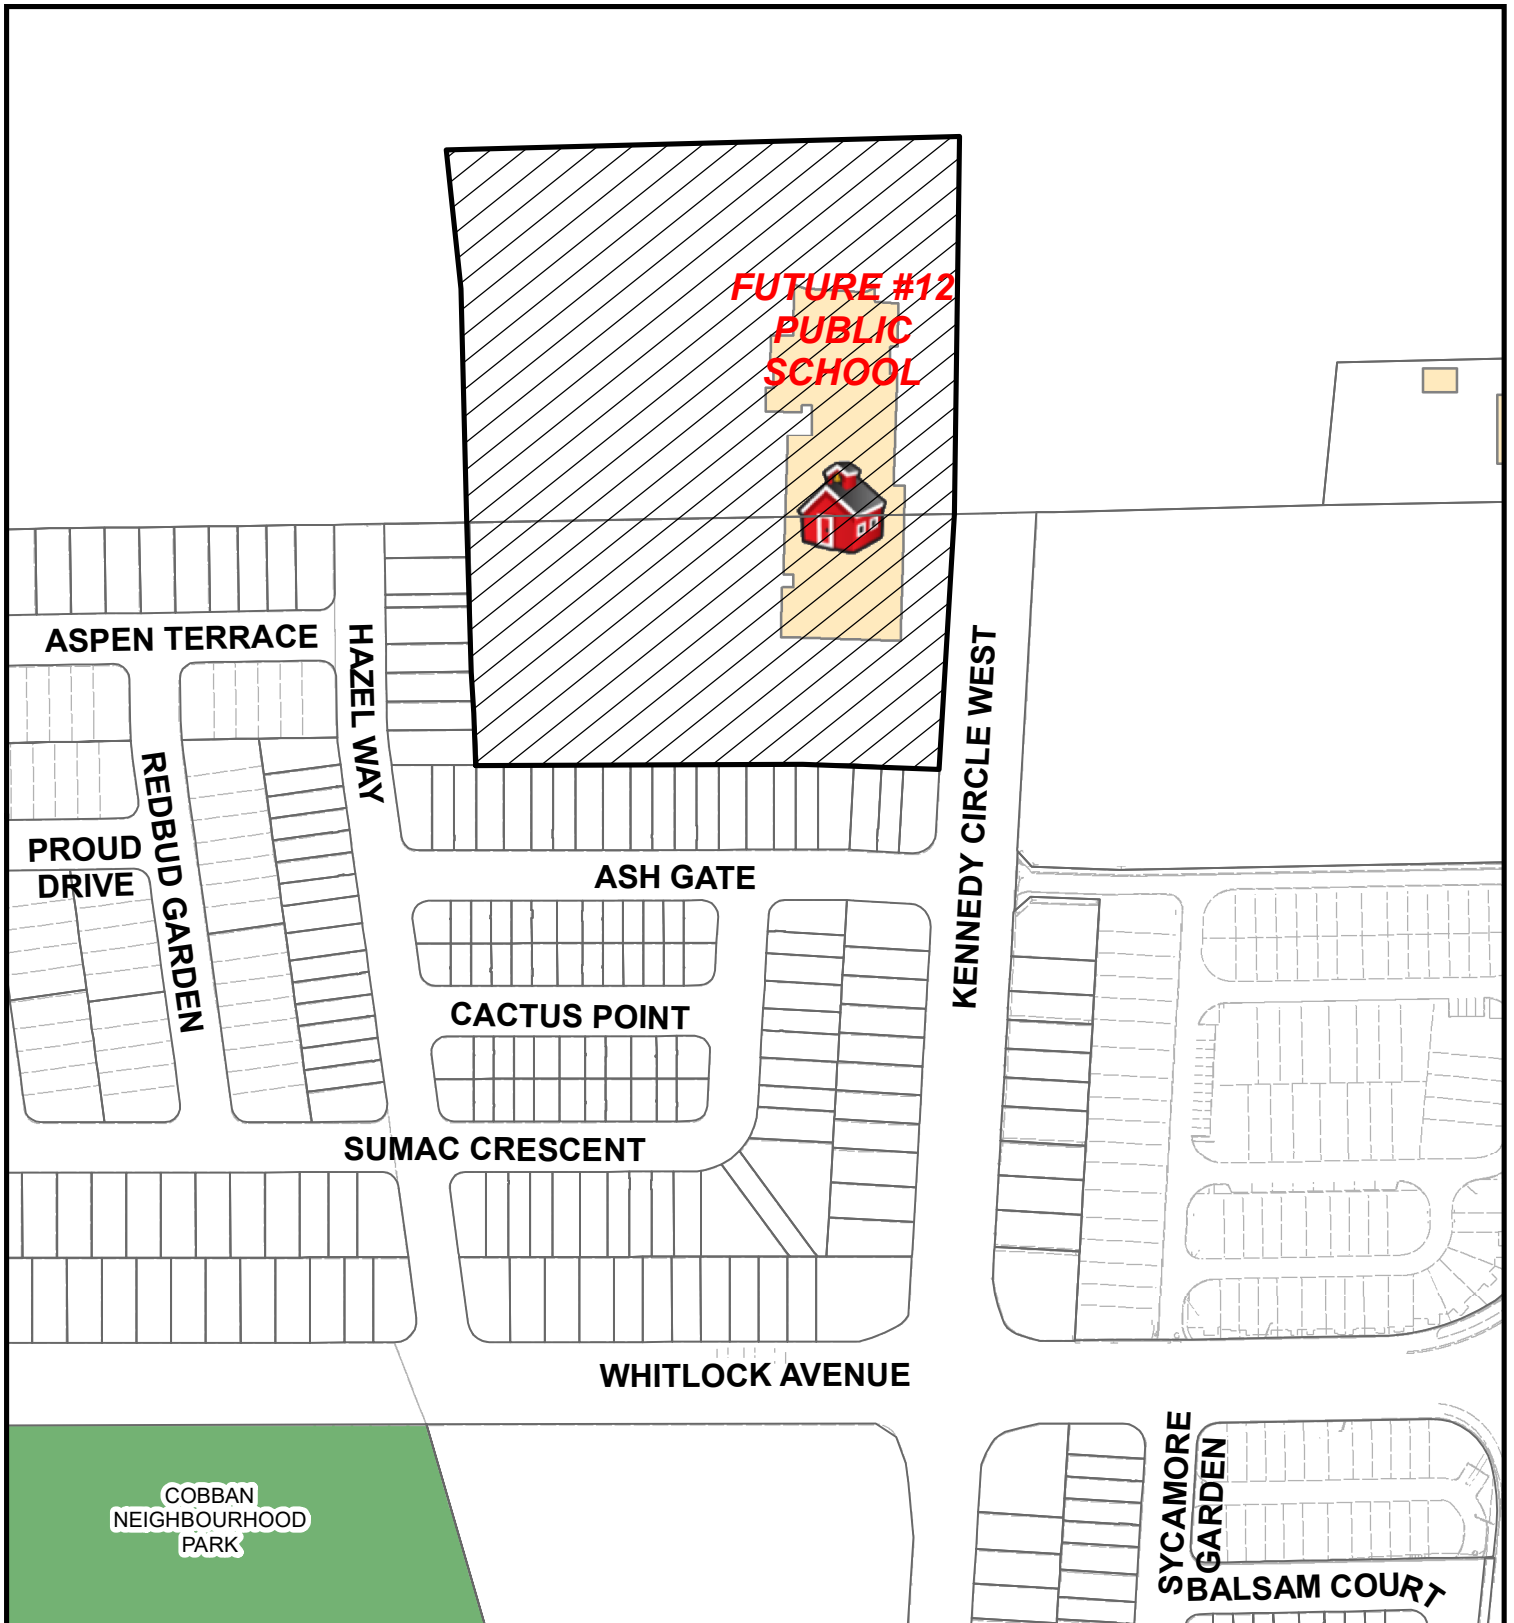 FUTURE #12
PUBLIC
SCHOOL
ASPEN TERRACE
HAZEL WAY
KENNEDY CIRCLE WEST
REDBUD GARDEN
PROUD
DRIVE
ASH GATE
CACTUS POINT
SUMAC CRESCENT
WHITLOCK AVENUE
SYCAMORE
GARDEN
COBBAN
NEIGHBOURHOOD
PARK
BALSAM COURT